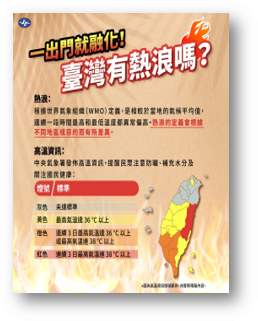 一出門就融化!
臺灣有熱浪嗎?
熱浪:
根據世界氣象組織(WMO)定義,是相較於當地的氣候平均值,
連續一段時間最高和最低溫度都異常偏高。熱浪的定義會根據
不同地區或目的而有所差異。
高溫資訊:
中央氣象署發佈高溫資訊,提醒民眾注意防曬、補充水分及
關注國民健康:
燈號 標準
灰色 未達標準
黃色 最高氣溫達 36 °C 以上
橙色 連續 3 日最高氣溫達 36 °C 以上
或最高氣溫達 38 °C 以上
紅色 連續 3 日最高氣溫達 38 °C 以上